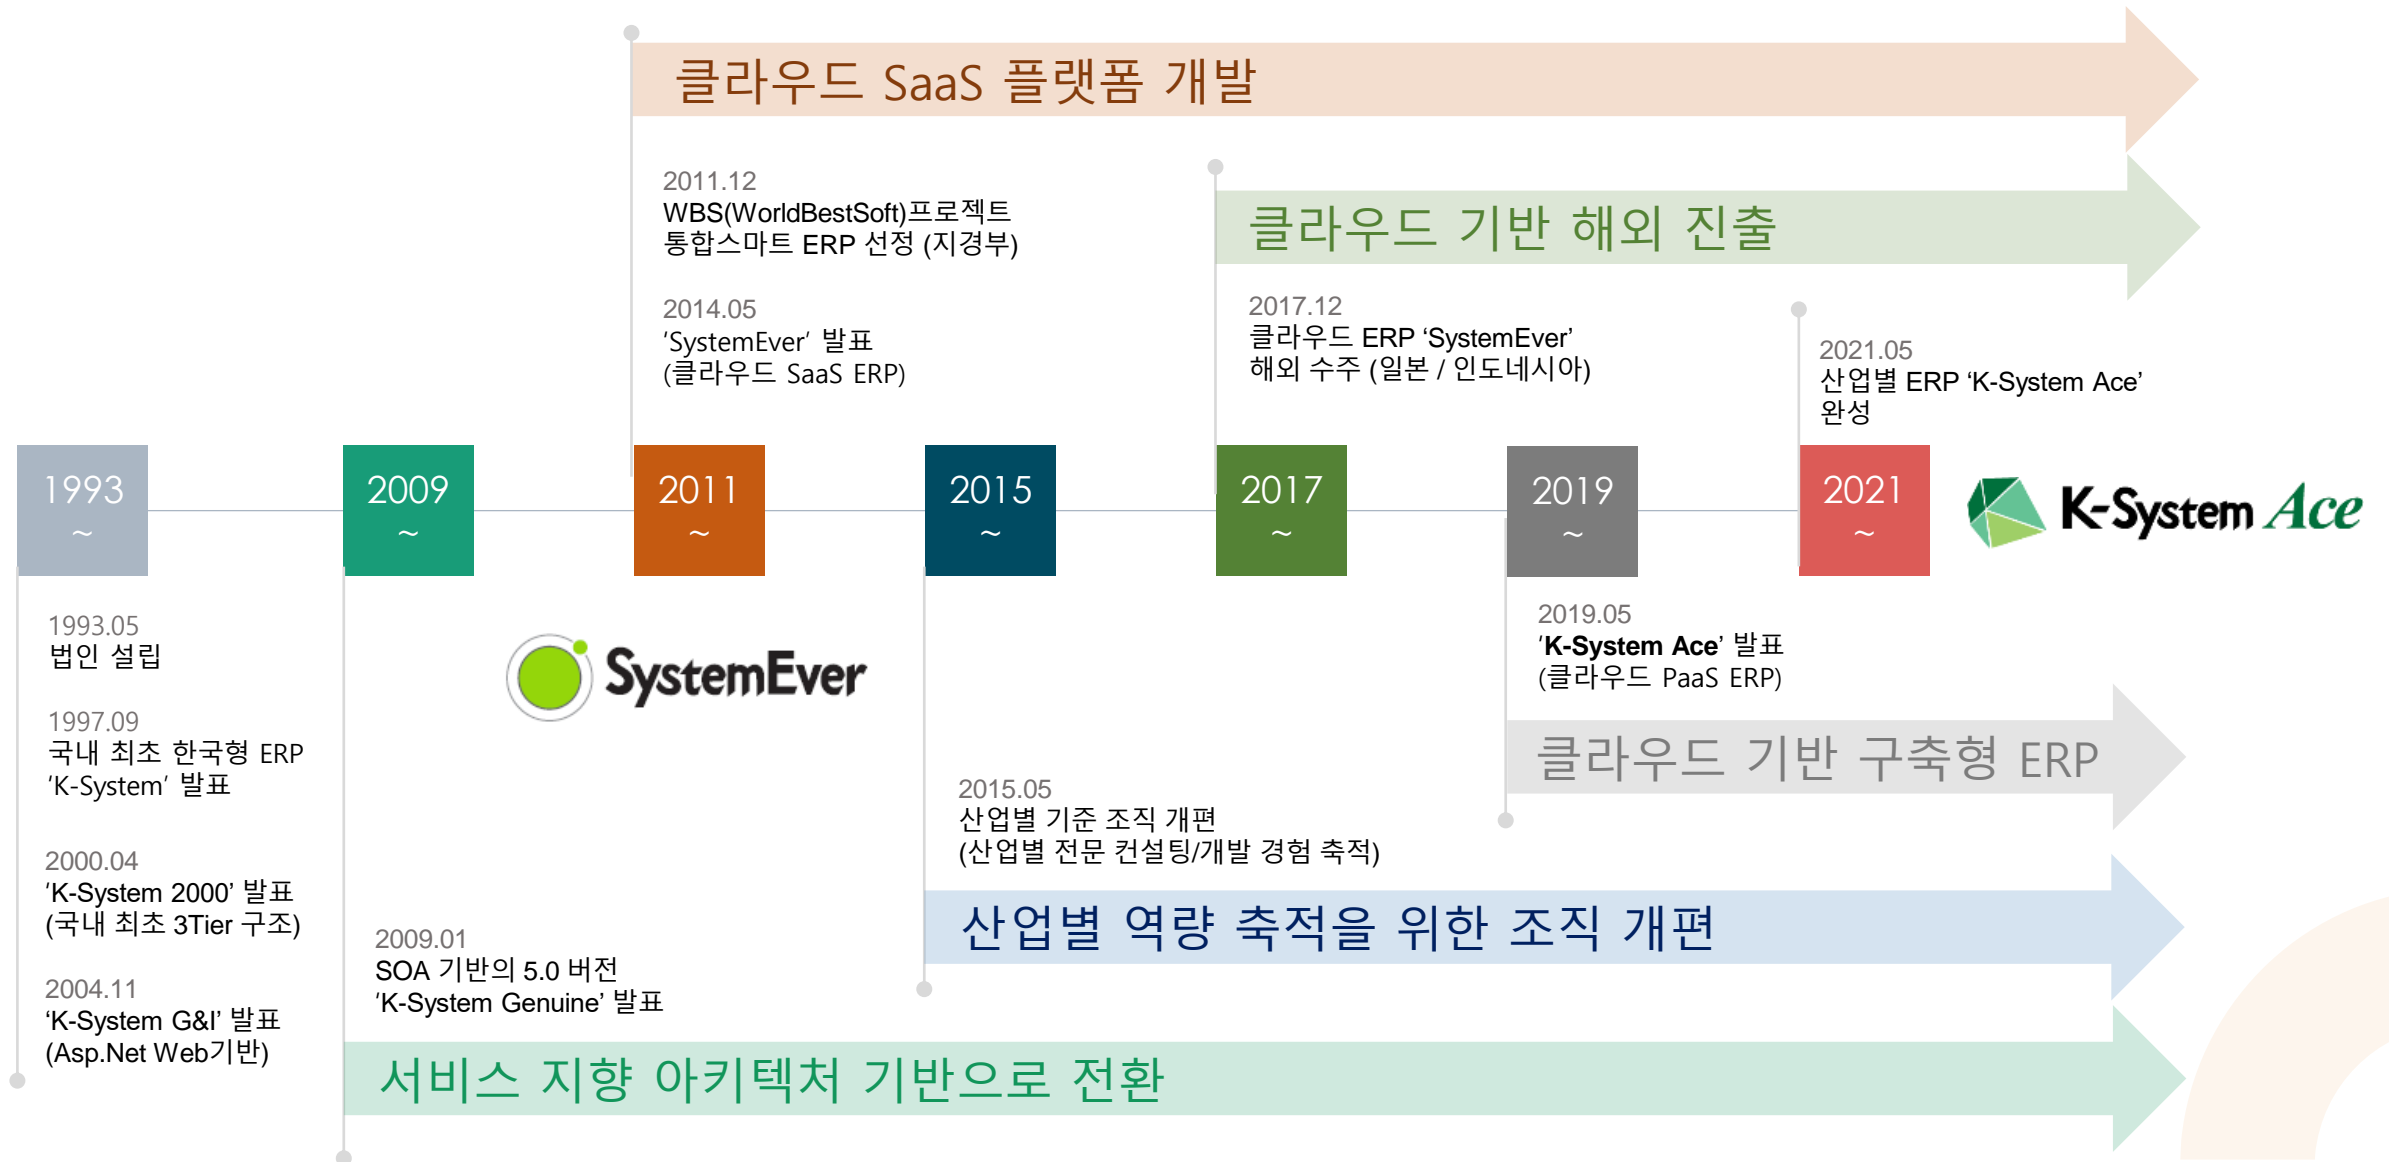 클라우드 SaaS 플랫폼 개발
2011.12
WBS(WorldBestSoft)프로젝트
통합스마트 ERP 선정 (지경부)
2014.05
‘SystemEver’ 발표
(클라우드 SaaS ERP)
클라우드 기반 해외 진출
2017.12
클라우드 ERP ‘SystemEver’
해외 수주 (일본 / 인도네시아)
2021.05
산업별 ERP ‘K-System Ace’
완성
1993
~
2009
~
2011
~
2015
~
2017
~
2019
~
2021
~
K-System Ace
1993.05
법인 설립
1997.09
국내 최초 한국형 ERP
‘K-System’ 발표
2000.04
‘K-System 2000’ 발표
(국내 최초 3Tier 구조)
2004.11
‘K-System G&I’ 발표
(Asp.Net Web기반)
2009.01
SOA 기반의 5.0 버전
‘K-System Genuine’ 발표
서비스 지향 아키텍처 기반으로 전환
SystemEver
2015.05
산업별 기준 조직 개편
(산업별 전문 컨설팅/개발 경험 축적)
산업별 역량 축적을 위한 조직 개편
2019.05
‘K-System Ace’ 발표
(클라우드 PaaS ERP)
클라우드 기반 구축형 ERP